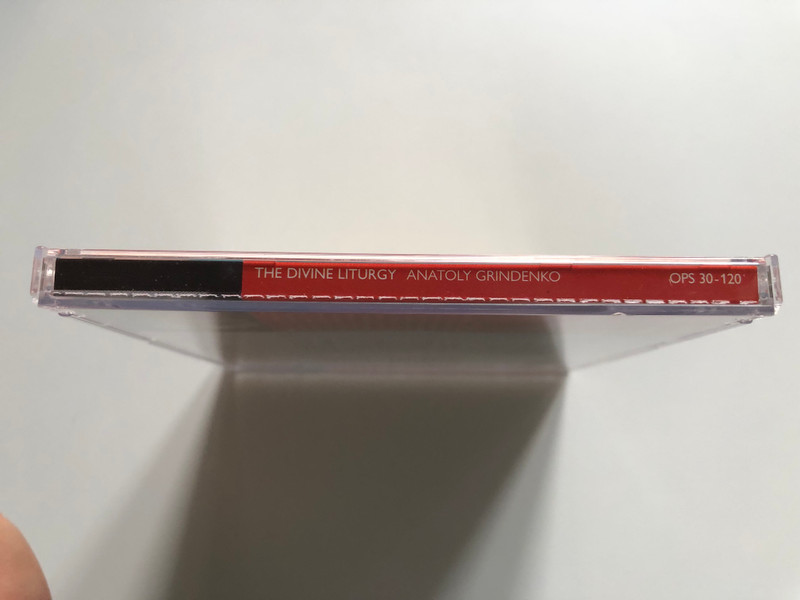 THE DIVINE LITURGY ANATOLY GRINDENKO OPS 30-120